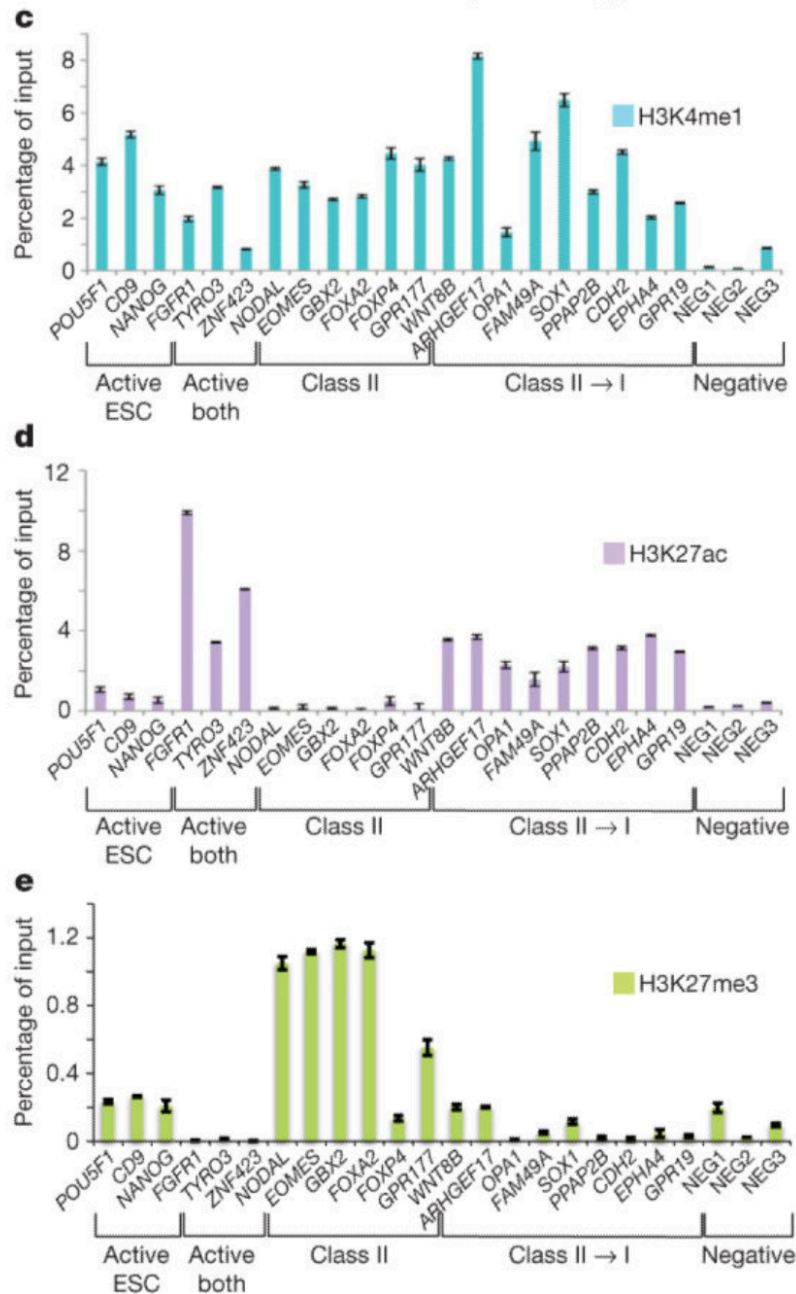 c
Percentage of input
8
6
4
2
0
H3K4me1
POU5F1 CD9 NANOG FGFR1 TYRO3 ZNF423 NODAL EOMES GBX2 FOXA2 FOXP4 GPR177 WNT8B ARHGEF17 OPA1 FAM49A SOX1 PPAP2B CDH2 EPHA4 GPR19 NEG1 NEG2 NEG3
Active Active Class II Class II → I Negative
ESC both
d
Percentage of input
12
8
4
0
H3K27ac
POU5F1 CD9 NANOG FGFR1 TYRO3 ZNF423 NODAL EOMES GBX2 FOXA2 FOXP4 GPR177 WNT8B ARHGEF17 OPA1 FAM49A SOX1 PPAP2B CDH2 EPHA4 GPR19 NEG1 NEG2 NEG3
Active Active Class II Class II → I Negative
ESC both
e
Percentage of input
1.2
0.8
0.4
0
H3K27me3
POU5F1 CD9 NANOG FGFR1 TYRO3 ZNF423 NODAL EOMES GBX2 FOXA2 FOXP4 GPR177 WNT8B ARHGEF17 OPA1 FAM49A SOX1 PPAP2B CDH2 EPHA4 GPR19 NEG1 NEG2 NEG3
Active Active Class II Class II → I Negative
ESC both